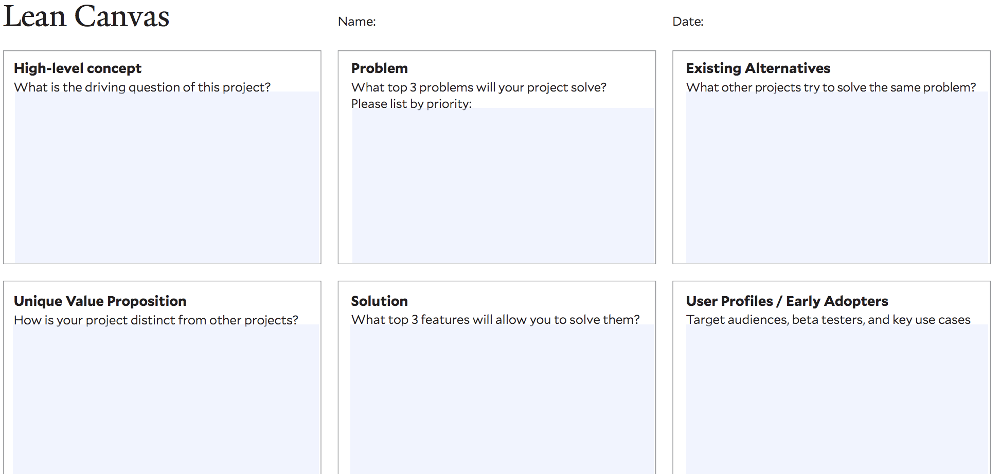 Lean Canvas
Name:
Date:
High-level concept
What is the driving question of this project?
Problem
What top 3 problems will your project solve?
Please list by priority:
Existing Alternatives
What other projects try to solve the same problem?
Unique Value Proposition
How is your project distinct from other projects?
Solution
What top 3 features will allow you to solve them?
User Profiles / Early Adopters
Target audiences, beta testers, and key use cases